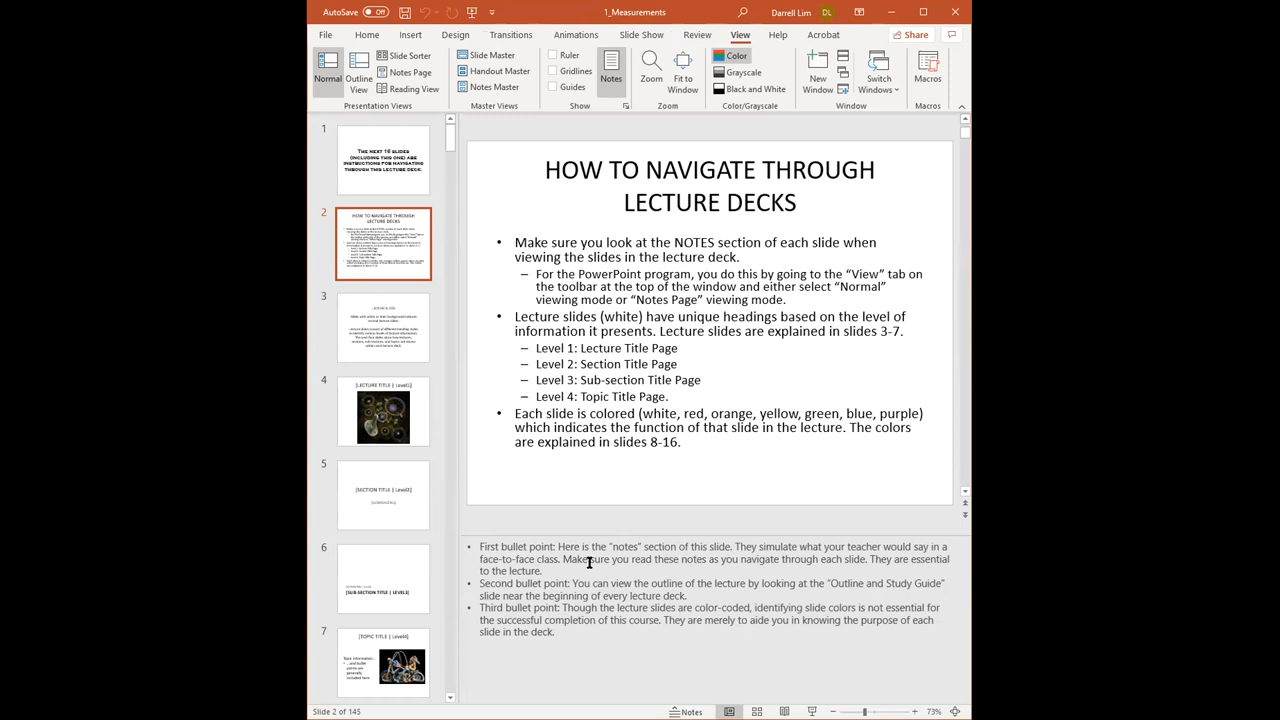 AutoSave Off
1_Measurements
Darrell Lim DL
File Home Insert Design Transitions Animations Slide Show Review View Help Acrobat
Share
Normal
Outline View
Slide Sorter
Notes Page
Reading View
Presentation Views
Slide Master
Handout Master
Notes Master
Master Views
Ruler
Gridlines
Guides
Show
Notes
Zoom
Fit to Window
Zoom
Color
Grayscale
Black and White
Color/Grayscale
New Window
Switch Windows
Window
Macros
Macros
1
THE NEXT 16 SLIDES
(INCLUDING THIS ONE) ARE
INSTRUCTIONS FOR NAVIGATING
THROUGH THIS LECTURE DECK.
2
HOW TO NAVIGATE THROUGH
LECTURE DECKS
3
4
[LECTURE TITLE | Level1]
5
[SECTION TITLE | Level2]
6
[SUB-SECTION TITLE | LEVEL3]
7
[TOPIC TITLE | Level4]
Topic information...
• ...and bullet
points are
generally
included here
HOW TO NAVIGATE THROUGH
LECTURE DECKS
• Make sure you look at the NOTES section of each slide when
viewing the slides in the lecture deck.
– For the PowerPoint program, you do this by going to the “View” tab on
the toolbar at the top of the window and either select “Normal”
viewing mode or “Notes Page” viewing mode.
• Lecture slides (white) have unique headings based on the level of
information it presents. Lecture slides are explained in slides 3-7.
– Level 1: Lecture Title Page
– Level 2: Section Title Page
– Level 3: Sub-section Title Page
– Level 4: Topic Title Page.
• Each slide is colored (white, red, orange, yellow, green, blue, purple)
which indicates the function of that slide in the lecture. The colors
are explained in slides 8-16.
• First bullet point: Here is the “notes” section of this slide. They simulate what your teacher would say in a
face-to-face class. Make sure you read these notes as you navigate through each slide. They are essential
to the lecture.
• Second bullet point: You can view the outline of the lecture by looking at the “Outline and Study Guide”
slide near the beginning of every lecture deck.
• Third bullet point: Though the lecture slides are color-coded, identifying slide colors is not essential for
the successful completion of this course. They are merely to aide you in knowing the purpose of each
slide in the deck.
Slide 2 of 145
Notes
73%